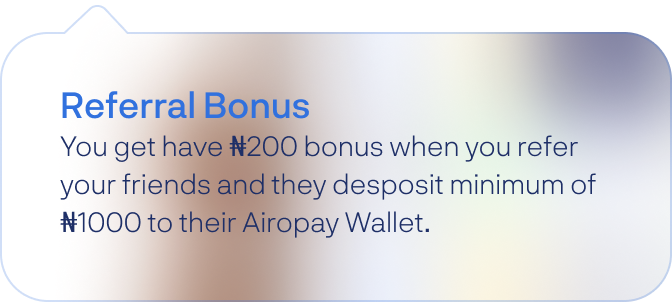 Referral Bonus
You get have ₦200 bonus when you refer
your friends and they desposit minimum of
₦1000 to their Airopay Wallet.